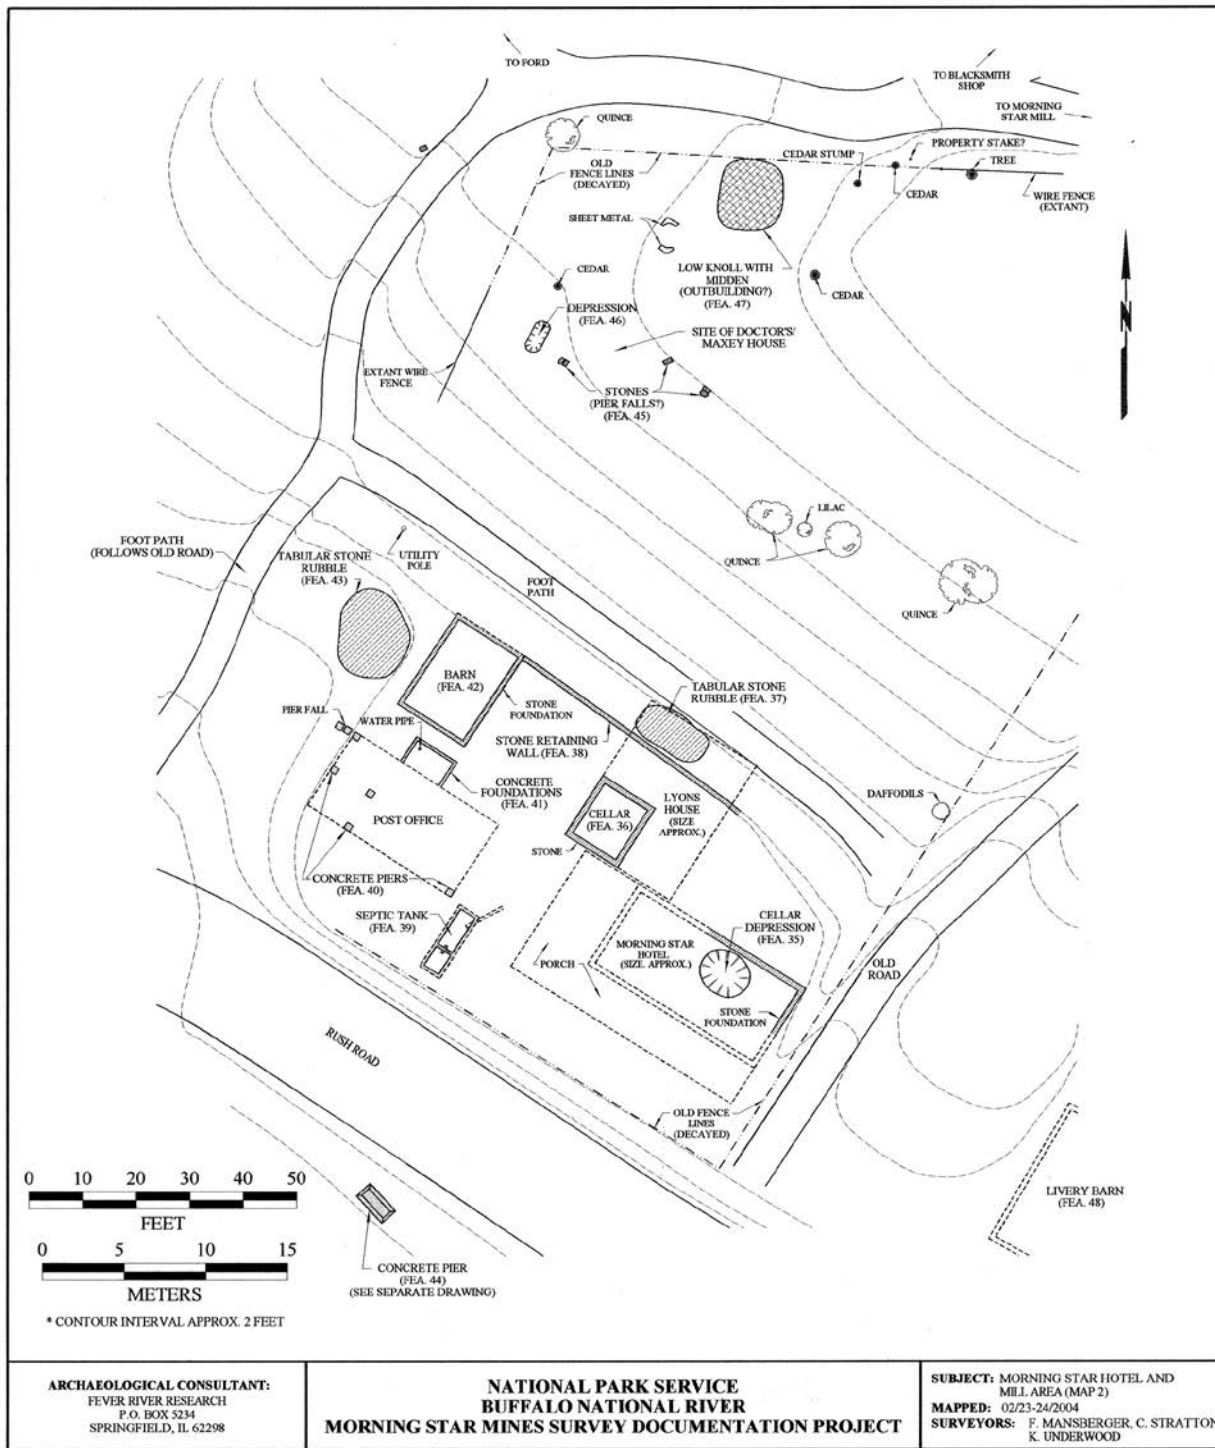 TO FORD
TO BLACKSMITH
SHOP
TO MORNING
STAR MILL
QUINCE
PROPERTY STAKE?
CEDAR STUMP
TREE
OLD
FENCE LINES
(DECAYED)
CEDAR
WIRE FENCE
(EXTANT)
SHEET METAL
LOW KNOLL WITH
MIDDEN
(OUTBUILDING?)
(FEA. 47)
CEDAR
CEDAR
DEPRESSION
(FEA. 46)
N
SITE OF DOCTOR'S/
MAXEY HOUSE
EXTANT WIRE
FENCE
STONES
(PIER FALLS?)
(FEA. 45)
LILAC
QUINCE
QUINCE
FOOT PATH
(FOLLOWS OLD ROAD)
TABULAR STONE
RUBBLE
(FEA. 43)
UTILITY
POLE
FOOT
PATH
BARN
(FEA. 42)
STONE
FOUNDATION
TABULAR STONE
RUBBLE (FEA. 37)
PIER FALL
WATER PIPE
STONE RETAINING
WALL (FEA. 38)
CONCRETE
FOUNDATIONS
(FEA. 41)
LYONS
HOUSE
(SIZE
APPROX.)
DAFFODILS
POST OFFICE
CELLAR
(FEA. 36)
STONE
CONCRETE PIERS
(FEA. 40)
SEPTIC TANK
(FEA. 39)
CELLAR
DEPRESSION
(FEA. 35)
MORNING STAR
HOTEL
(SIZE. APPROX.)
PORCH
OLD
ROAD
STONE
FOUNDATION
RUSH ROAD
OLD FENCE
LINES
(DECAYED)
LIVERY BARN
(FEA. 48)
0 10 20 30 40 50
FEET
0 5 10 15
METERS
CONCRETE PIER
(FEA. 44)
(SEE SEPARATE DRAWING)
* CONTOUR INTERVAL APPROX. 2 FEET
ARCHAEOLOGICAL CONSULTANT:
FEVER RIVER RESEARCH
P.O. BOX 5234
SPRINGFIELD, IL 62298
NATIONAL PARK SERVICE
BUFFALO NATIONAL RIVER
MORNING STAR MINES SURVEY DOCUMENTATION PROJECT
SUBJECT: MORNING STAR HOTEL AND
MILL AREA (MAP 2)
MAPPED: 02/23-24/2004
SURVEYORS: F. MANSBERGER, C. STRATTON
K. UNDERWOOD